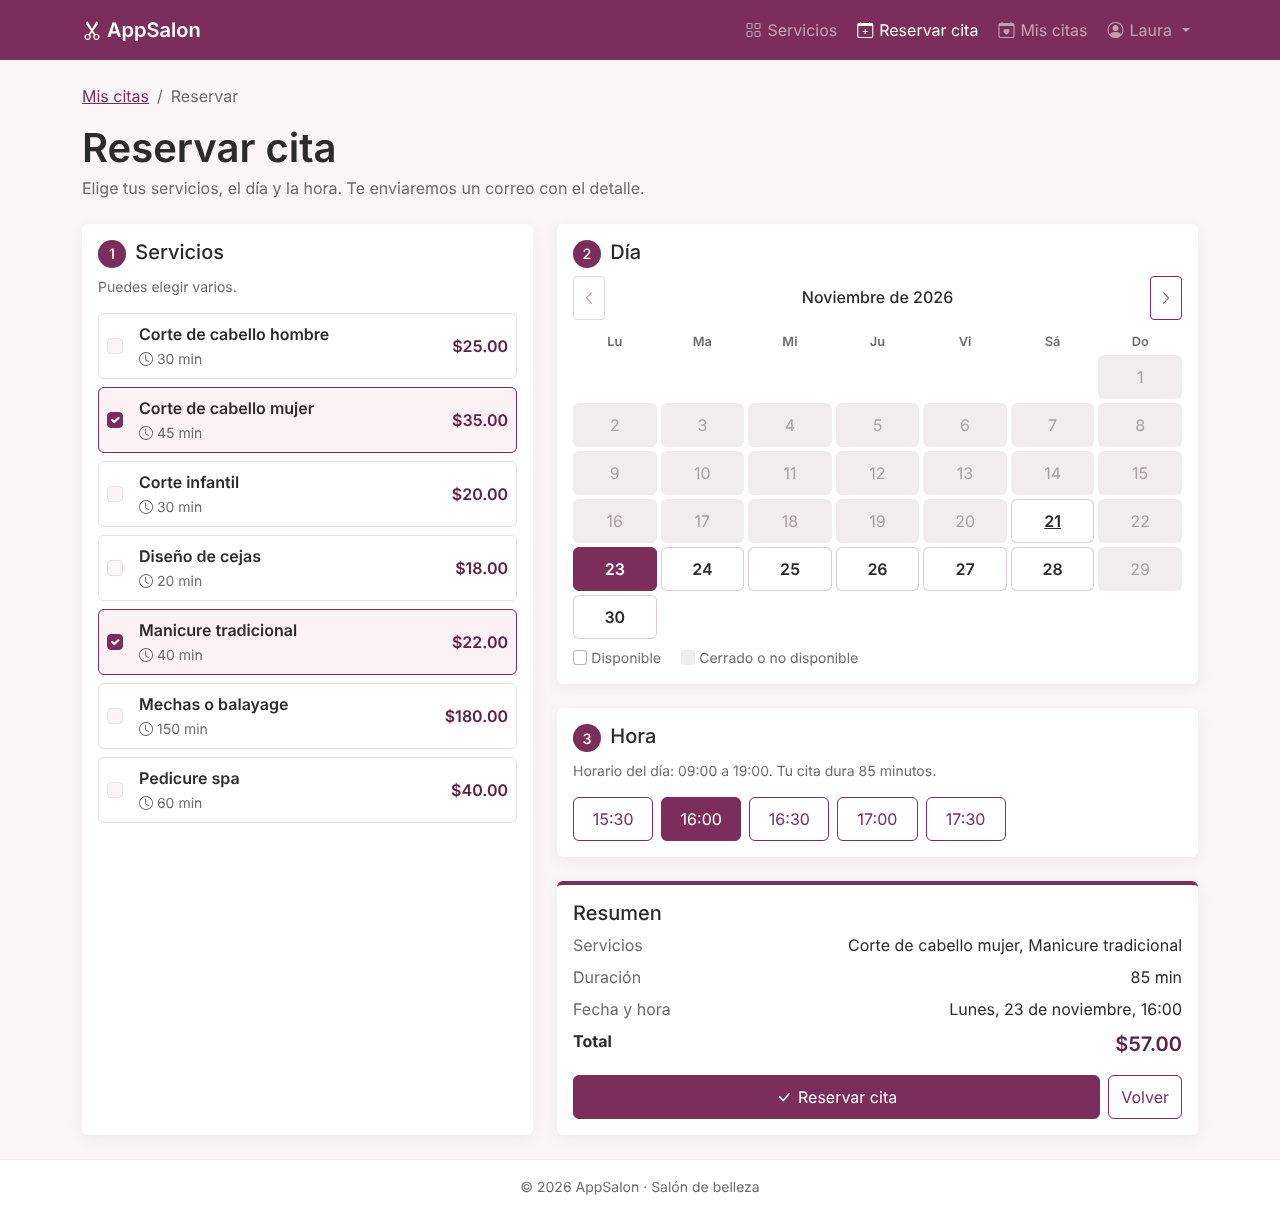 AppSalon
Servicios
Reservar cita
Mis citas
Laura
Mis citas / Reservar
Reservar cita
Elige tus servicios, el día y la hora. Te enviaremos un correo con el detalle.
1 Servicios
Puedes elegir varios.
Corte de cabello hombre
30 min
$25.00
Corte de cabello mujer
45 min
$35.00
Corte infantil
30 min
$20.00
Diseño de cejas
20 min
$18.00
Manicure tradicional
40 min
$22.00
Mechas o balayage
150 min
$180.00
Pedicure spa
60 min
$40.00
2 Día
Noviembre de 2026
Lu Ma Mi Ju Vi Sá Do
1
2 3 4 5 6 7 8
9 10 11 12 13 14 15
16 17 18 19 20 21 22
23 24 25 26 27 28 29
30
Disponible Cerrado o no disponible
3 Hora
Horario del día: 09:00 a 19:00. Tu cita dura 85 minutos.
15:30 16:00 16:30 17:00 17:30
Resumen
Servicios Corte de cabello mujer, Manicure tradicional
Duración 85 min
Fecha y hora Lunes, 23 de noviembre, 16:00
Total $57.00
Reservar cita
Volver
© 2026 AppSalon · Salón de belleza